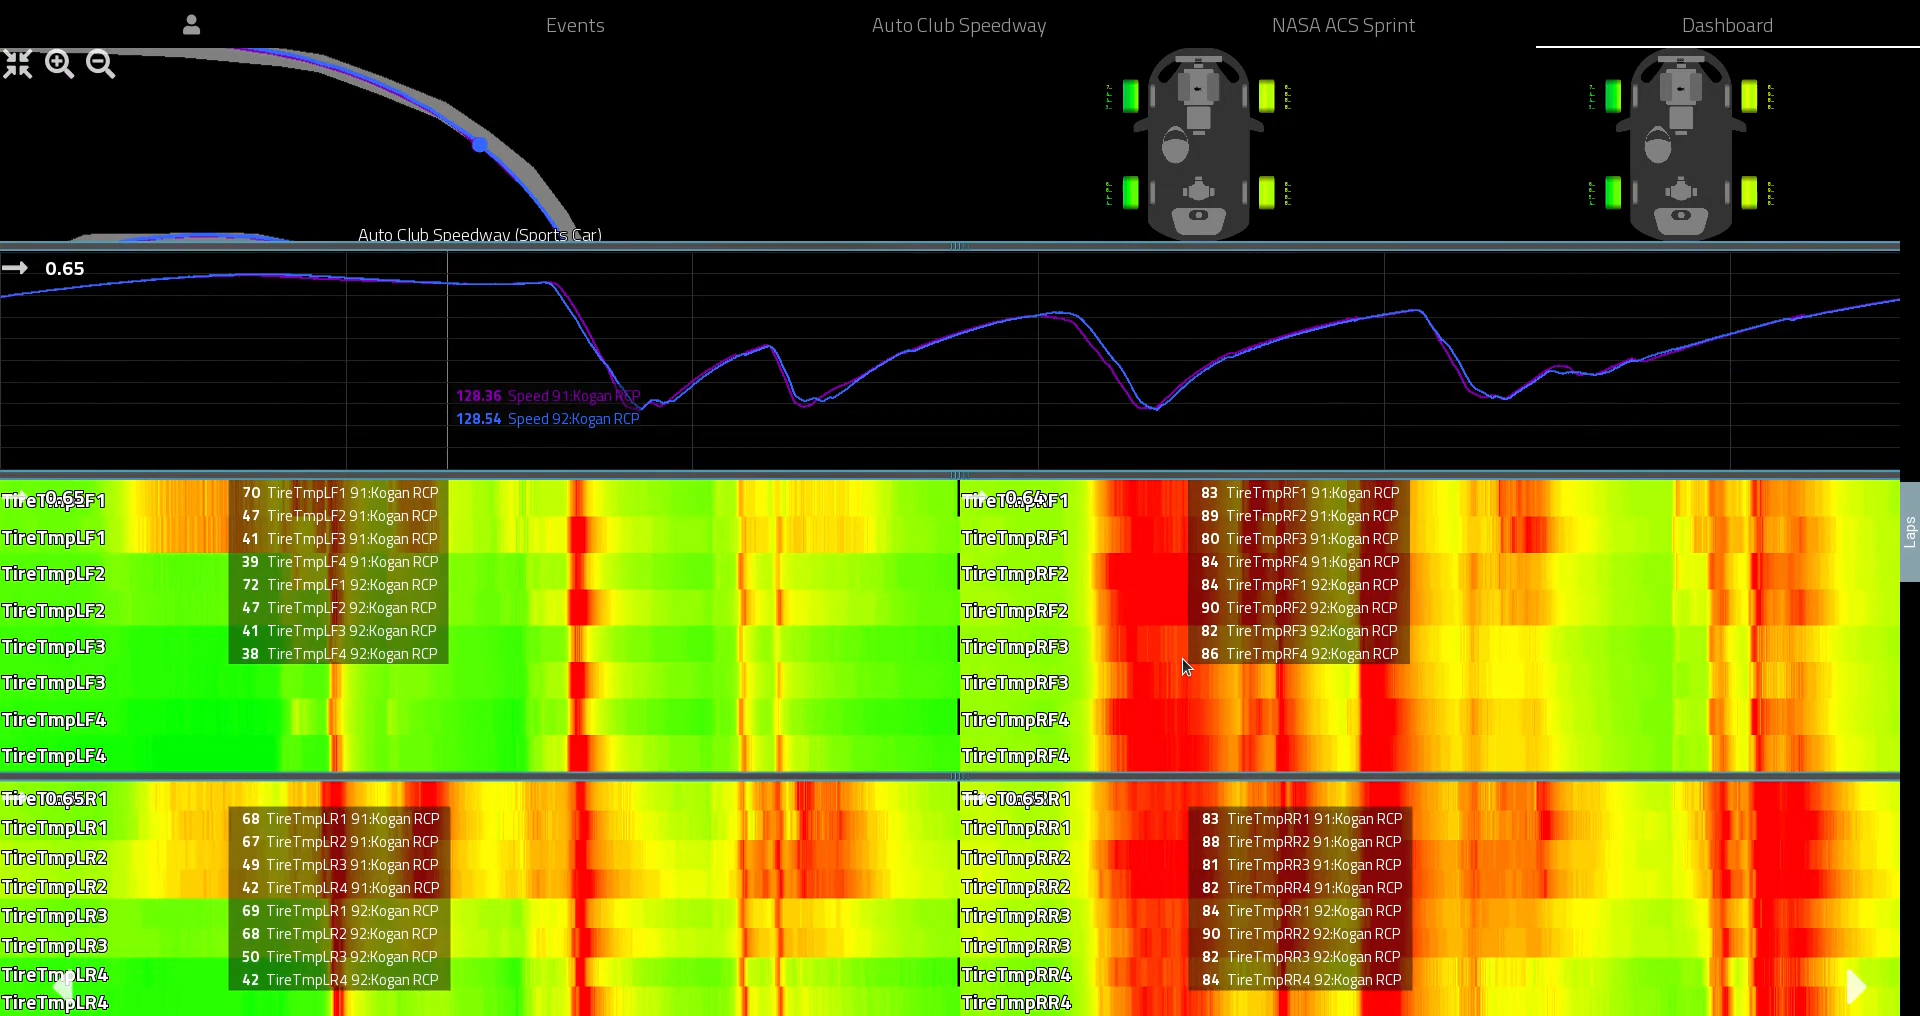 Events
Auto Club Speedway
NASA ACS Sprint
Dashboard
Auto Club Speedway (Sports Car)
0.65
128.36 Speed 91:Kogan RCP
128.54 Speed 92:Kogan RCP
Laps
0.65
TireTmpLF1
TireTmpLF2
TireTmpLF2
TireTmpLF3
TireTmpLF3
TireTmpLF4
TireTmpLF4
70 TireTmpLF1 91:Kogan RCP
47 TireTmpLF2 91:Kogan RCP
41 TireTmpLF3 91:Kogan RCP
39 TireTmpLF4 91:Kogan RCP
72 TireTmpLF1 92:Kogan RCP
47 TireTmpLF2 92:Kogan RCP
41 TireTmpLF3 92:Kogan RCP
38 TireTmpLF4 92:Kogan RCP
0.64
TireTmpRF1
TireTmpRF2
TireTmpRF2
TireTmpRF3
TireTmpRF3
TireTmpRF4
TireTmpRF4
83 TireTmpRF1 91:Kogan RCP
89 TireTmpRF2 91:Kogan RCP
80 TireTmpRF3 91:Kogan RCP
84 TireTmpRF4 91:Kogan RCP
84 TireTmpRF1 92:Kogan RCP
90 TireTmpRF2 92:Kogan RCP
82 TireTmpRF3 92:Kogan RCP
86 TireTmpRF4 92:Kogan RCP
0.65
TireTmpLR1
TireTmpLR2
TireTmpLR2
TireTmpLR3
TireTmpLR3
TireTmpLR4
TireTmpLR4
68 TireTmpLR1 91:Kogan RCP
67 TireTmpLR2 91:Kogan RCP
49 TireTmpLR3 91:Kogan RCP
42 TireTmpLR4 91:Kogan RCP
69 TireTmpLR1 92:Kogan RCP
68 TireTmpLR2 92:Kogan RCP
50 TireTmpLR3 92:Kogan RCP
42 TireTmpLR4 92:Kogan RCP
0.65
TireTmpRR1
TireTmpRR2
TireTmpRR2
TireTmpRR3
TireTmpRR3
TireTmpRR4
TireTmpRR4
83 TireTmpRR1 91:Kogan RCP
88 TireTmpRR2 91:Kogan RCP
81 TireTmpRR3 91:Kogan RCP
82 TireTmpRR4 91:Kogan RCP
84 TireTmpRR1 92:Kogan RCP
90 TireTmpRR2 92:Kogan RCP
82 TireTmpRR3 92:Kogan RCP
84 TireTmpRR4 92:Kogan RCP